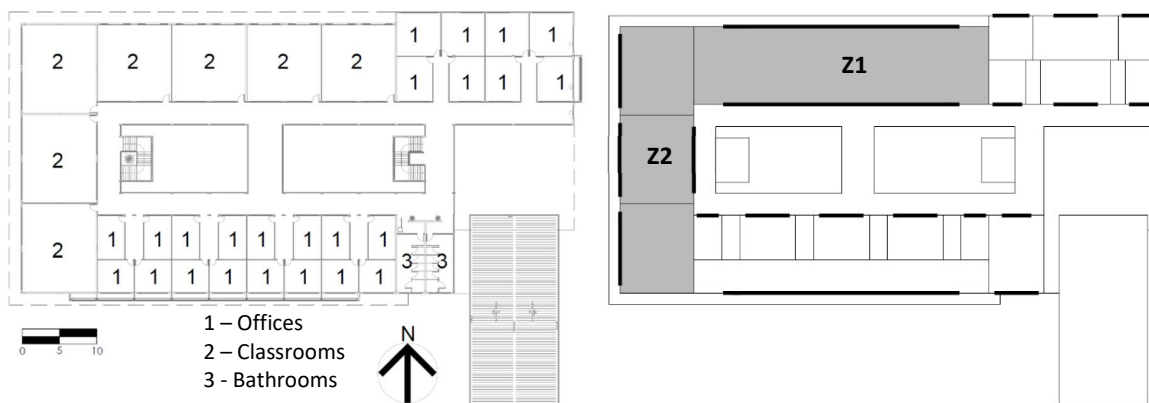 1 1 1 1
2 2 2 2 2
1 1 1 1
2
2
1 1 1 1 1 1 1 1
1 1 1 1 1 1 1 1
3 3
0 5 10
1 – Offices
2 – Classrooms
3 - Bathrooms
N
Z1
Z2